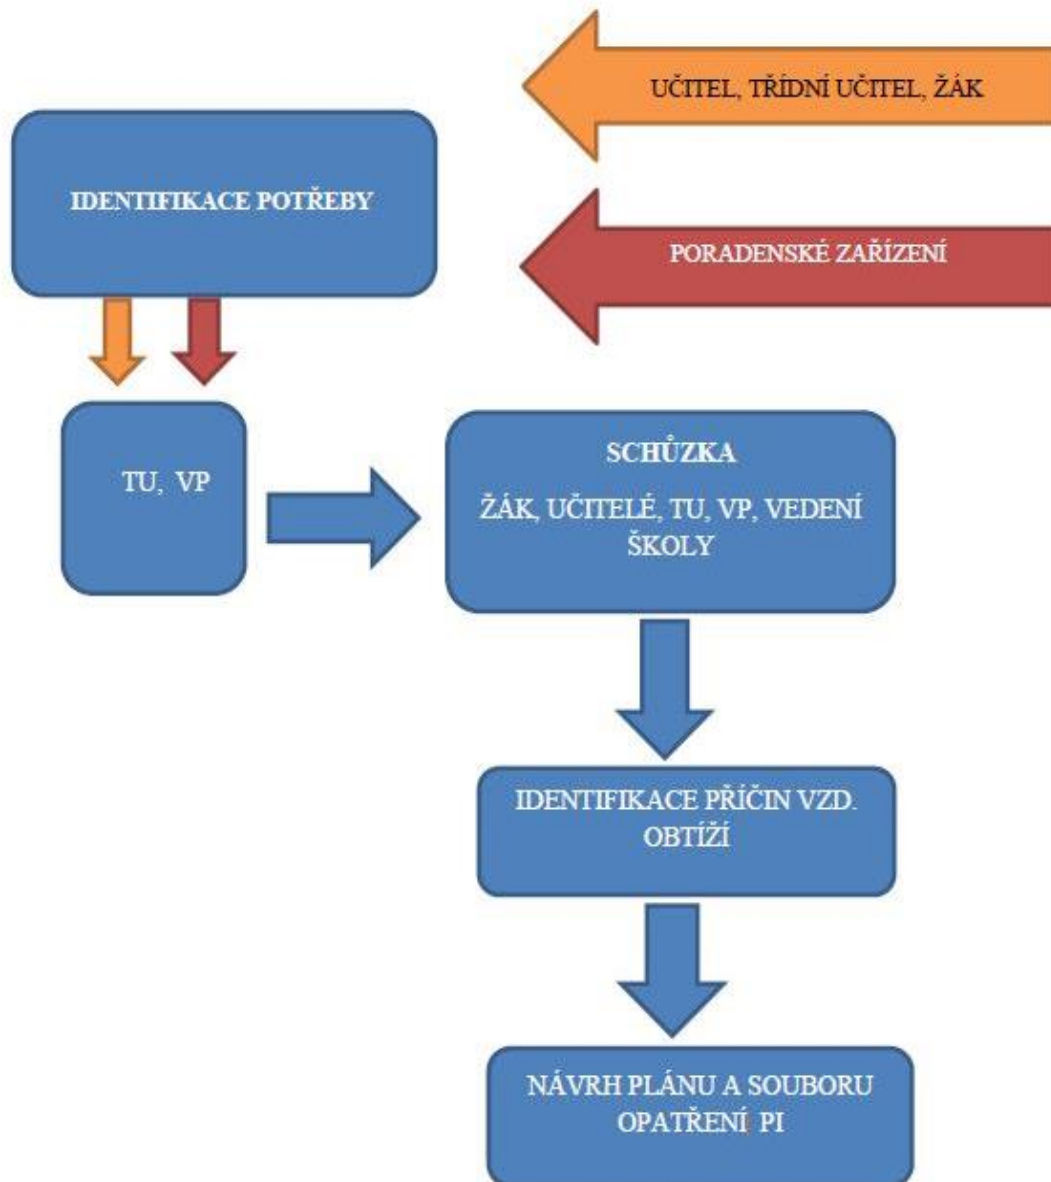 UČITEL, TŘÍDNÍ UČITEL, ŽÁK
IDENTIFIKACE POTŘEBY
PORADENSKÉ ZAŘÍZENÍ
TU, VP
SCHŮZKA
ŽÁK, UČITELÉ, TU, VP, VEDENÍ
ŠKOLY
IDENTIFIKACE PŘÍČIN VZD.
OBTÍŽÍ
NÁVRH PLÁNU A SOUBORU
OPATŘENÍ PI